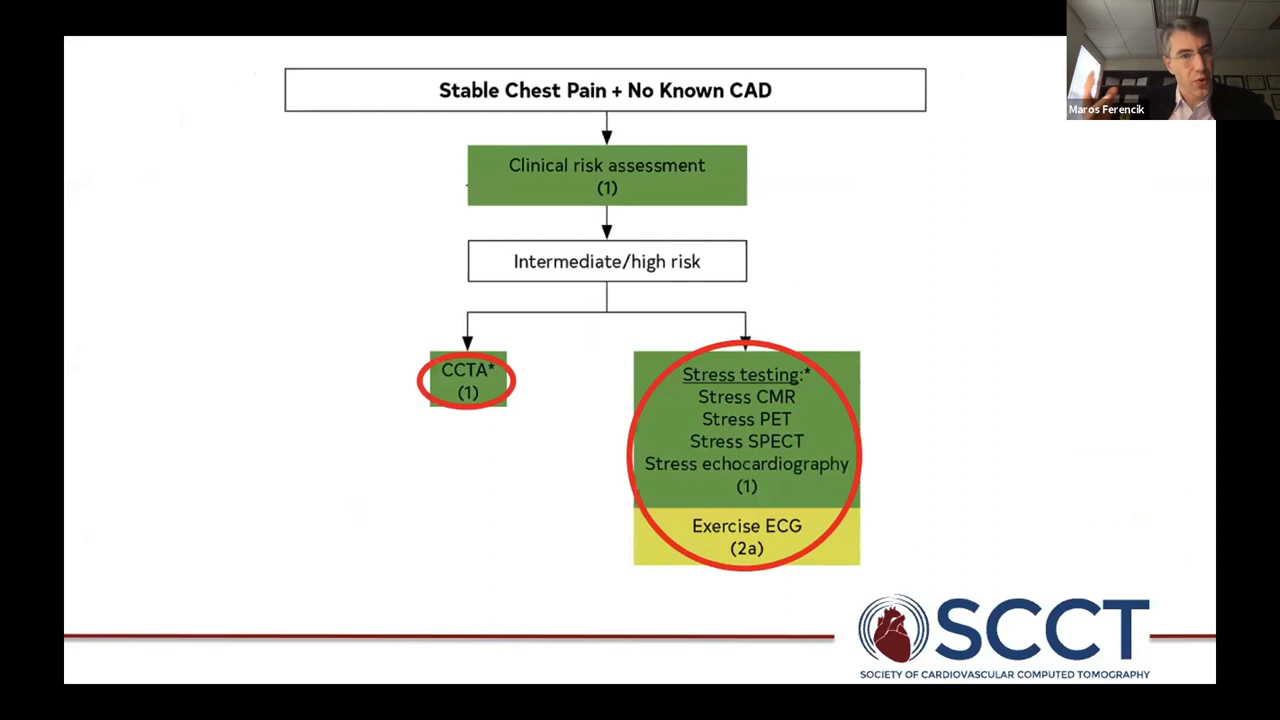 Stable Chest Pain + No Known CAD
Maros Ferencik
Clinical risk assessment
(1)
Intermediate/high risk
CCTA*
(1)
Stress testing:*
Stress CMR
Stress PET
Stress SPECT
Stress echocardiography
(1)
Exercise ECG
(2a)
SCCT
SOCIETY OF CARDIOVASCULAR COMPUTED TOMOGRAPHY